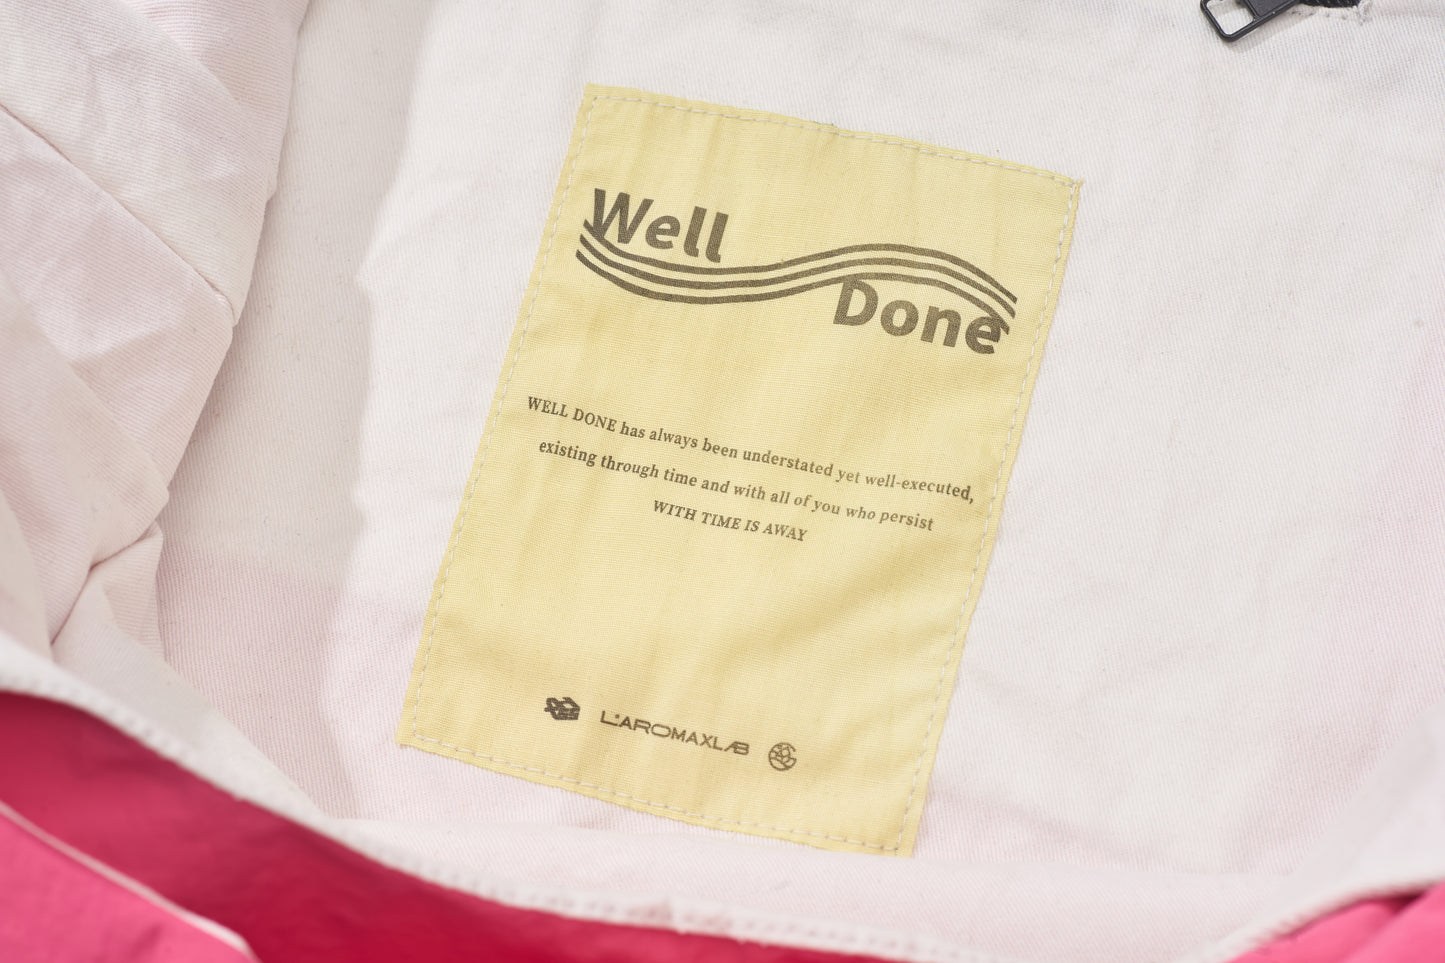 Well
Done
WELL DONE has always been understated yet well-executed,
existing through time and with all of you who persist
WITH TIME IS AWAY
L:AROMAXLAB